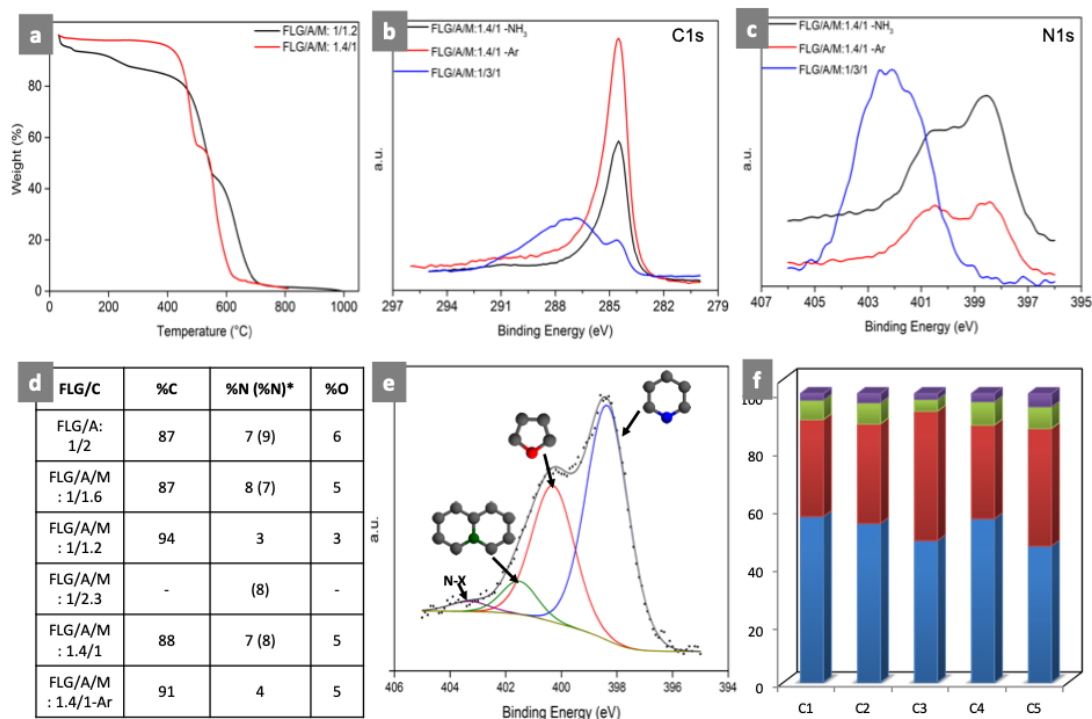 a
FLG/A/M: 1/1.2
FLG/A/M: 1.4/1
80
60
40
20
0
Weight (%)
0 200 400 600 800 1000
Temperature (°C)
b
FLG/A/M:1.4/1 -NH3
FLG/A/M:1.4/1 -Ar
FLG/A/M:1/3/1
C1s
a.u.
297 294 291 288 285 282 279
Binding Energy (eV)
c
FLG/A/M:1.4/1 -NH3
FLG/A/M:1.4/1 -Ar
FLG/A/M:1/3/1
N1s
a.u.
407 405 403 401 399 397 395
Binding Energy (eV)
d
FLG/C %C %N (%N)* %O
FLG/A:
1/2 87 7 (9) 6
FLG/A/M
: 1/1.6 87 8 (7) 5
FLG/A/M
: 1/1.2 94 3 3
FLG/A/M
: 1/2.3 - (8) -
FLG/A/M
: 1.4/1 88 7 (8) 5
FLG/A/M
: 1.4/1-Ar 91 4 5
e
N-X
a.u.
406 404 402 400 398 396 394
Binding Energy (eV)
f
100
80
60
40
20
0
C1 C2 C3 C4 C5